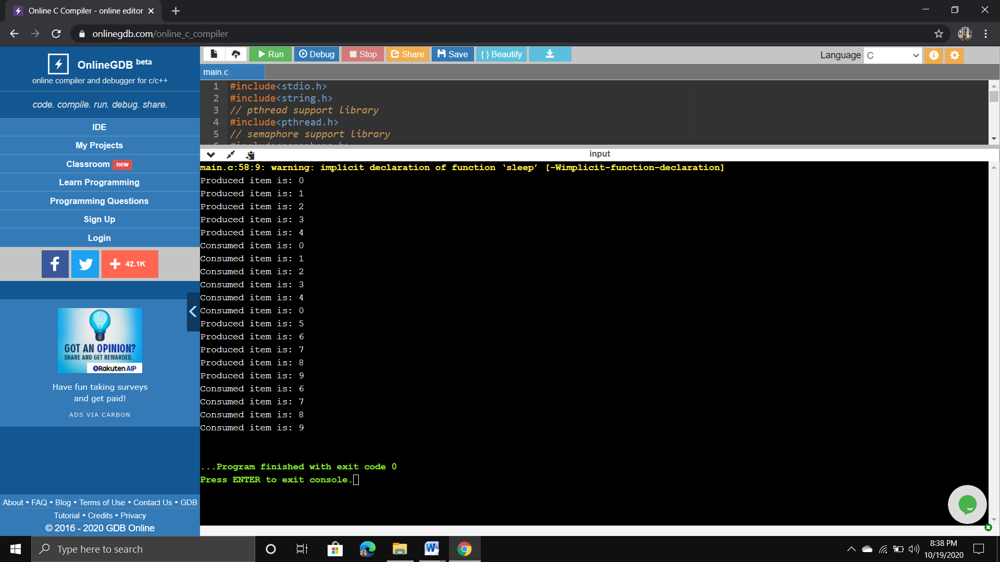 Online C Compiler - online editor
onlinegdb.com/online_c_compiler
OnlineGDB beta
online compiler and debugger for c/c++
code. compile. run. debug. share.
IDE
My Projects
Classroom new
Learn Programming
Programming Questions
Sign Up
Login
42.1K
GOT AN OPINION?
SHARE AND GET REWARDED.
Rakuten AIP
Have fun taking surveys
and get paid!
ADS VIA CARBON
About • FAQ • Blog • Terms of Use • Contact Us • GDB
Tutorial • Credits • Privacy
© 2016 - 2020 GDB Online
Run Debug Stop Share Save { } Beautify
Language C
main.c
1 #include<stdio.h>
2 #include<string.h>
3 // pthread support library
4 #include<pthread.h>
5 // semaphore support library
6 #include<semaphore.h>
input
main.c:58:9: warning: implicit declaration of function ‘sleep’ [-Wimplicit-function-declaration]
Produced item is: 0
Produced item is: 1
Produced item is: 2
Produced item is: 3
Produced item is: 4
Consumed item is: 0
Consumed item is: 1
Consumed item is: 2
Consumed item is: 3
Consumed item is: 4
Consumed item is: 0
Produced item is: 5
Produced item is: 6
Produced item is: 7
Produced item is: 8
Produced item is: 9
Consumed item is: 6
Consumed item is: 7
Consumed item is: 8
Consumed item is: 9
...Program finished with exit code 0
Press ENTER to exit console.
Type here to search
8:38 PM
10/19/2020